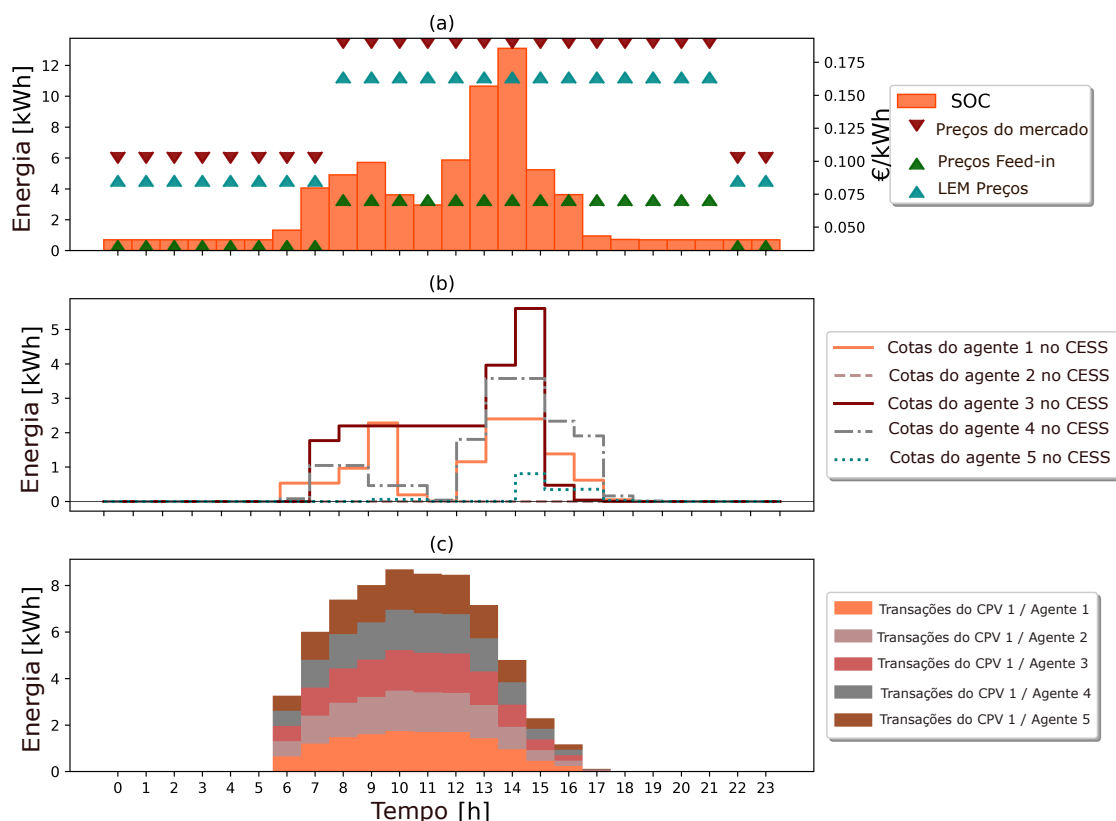 (a)
Energia [kWh]
12
10
8
6
4
2
0
0.175
0.150
0.125
0.100
0.075
0.050
€/kWh
SOC
Preços do mercado
Preços Feed-in
LEM Preços
(b)
Energia [kWh]
5
4
3
2
1
0
Cotas do agente 1 no CESS
Cotas do agente 2 no CESS
Cotas do agente 3 no CESS
Cotas do agente 4 no CESS
Cotas do agente 5 no CESS
(c)
Energia [kWh]
8
6
4
2
0
Transações do CPV 1 / Agente 1
Transações do CPV 1 / Agente 2
Transações do CPV 1 / Agente 3
Transações do CPV 1 / Agente 4
Transações do CPV 1 / Agente 5
0 1 2 3 4 5 6 7 8 9 10 11 12 13 14 15 16 17 18 19 20 21 22 23
Tempo [h]